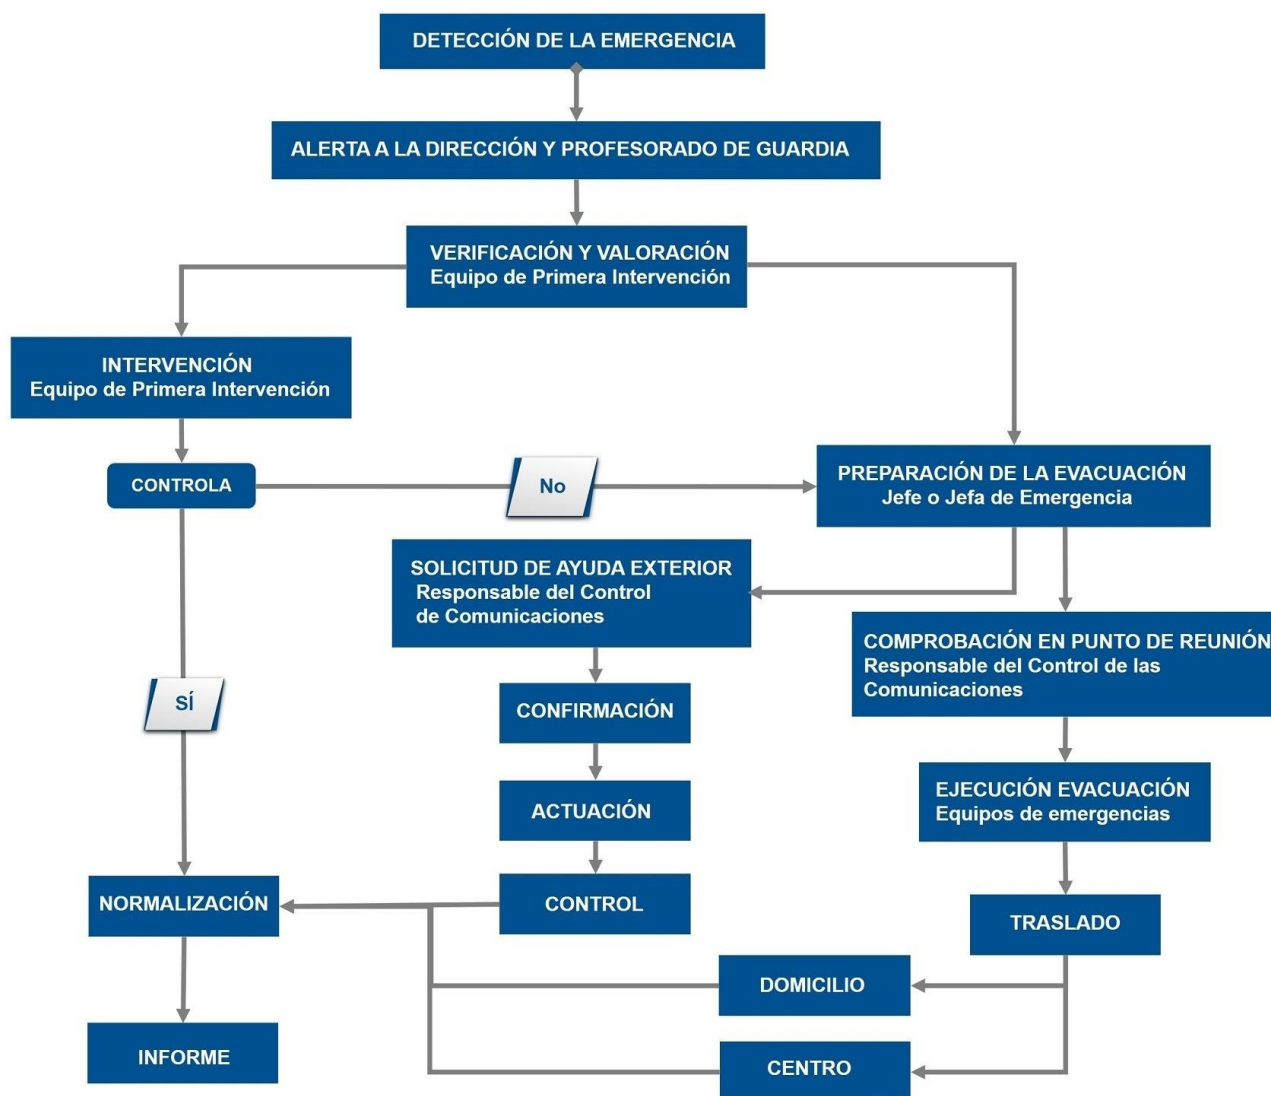 DETECCIÓN DE LA EMERGENCIA
ALERTA A LA DIRECCIÓN Y PROFESORADO DE GUARDIA
VERIFICACIÓN Y VALORACIÓN
Equipo de Primera Intervención
INTERVENCIÓN
Equipo de Primera Intervención
CONTROLA
No
PREPARACIÓN DE LA EVACUACIÓN
Jefe o Jefa de Emergencia
SOLICITUD DE AYUDA EXTERIOR
Responsable del Control
de Comunicaciones
COMPROBACIÓN EN PUNTO DE REUNIÓN
Responsable del Control de las
Comunicaciones
SÍ
CONFIRMACIÓN
EJECUCIÓN EVACUACIÓN
Equipos de emergencias
ACTUACIÓN
NORMALIZACIÓN
CONTROL
TRASLADO
DOMICILIO
INFORME
CENTRO